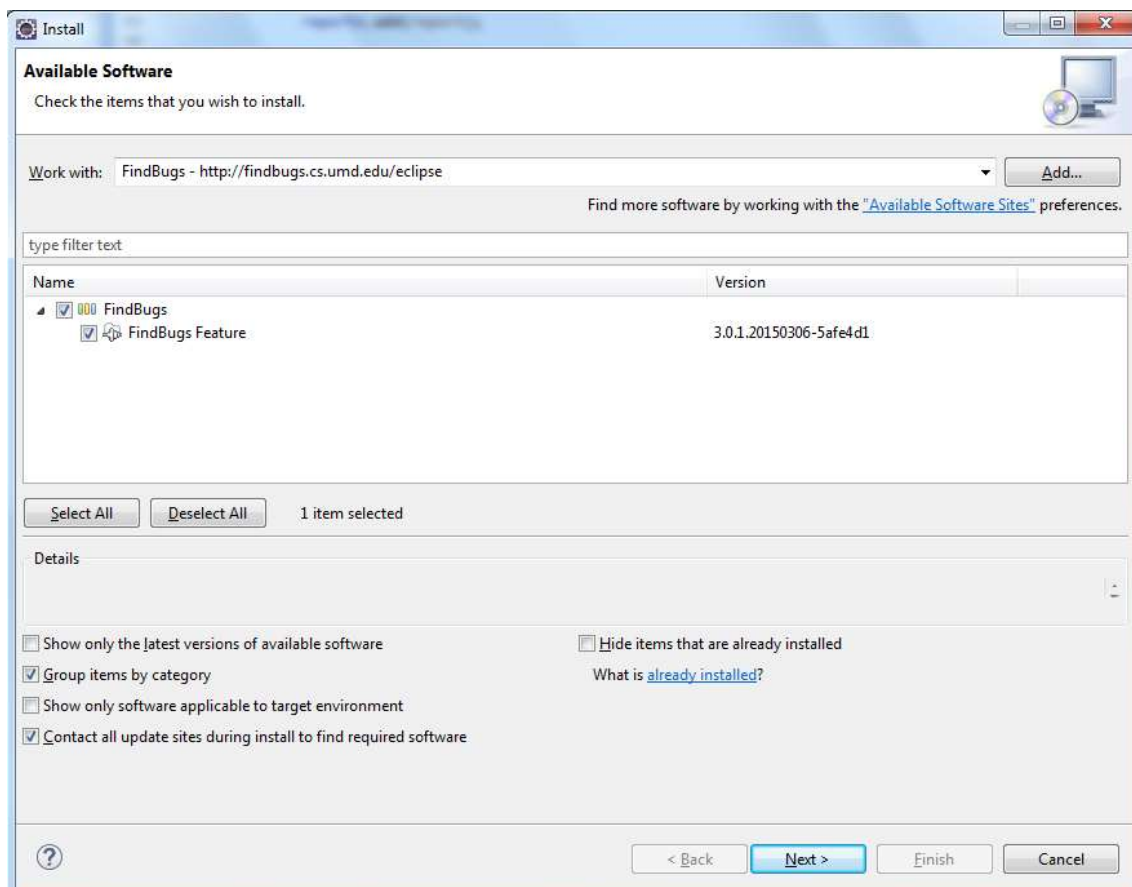 Install
Available Software
Check the items that you wish to install.
Work with: FindBugs - http://findbugs.cs.umd.edu/eclipse Add...
Find more software by working with the "Available Software Sites" preferences.
type filter text
Name Version
FindBugs
FindBugs Feature 3.0.1.20150306-5afe4d1
Select All Deselect All 1 item selected
Details
Show only the latest versions of available software Hide items that are already installed
Group items by category What is already installed?
Show only software applicable to target environment
Contact all update sites during install to find required software
< Back Next > Finish Cancel